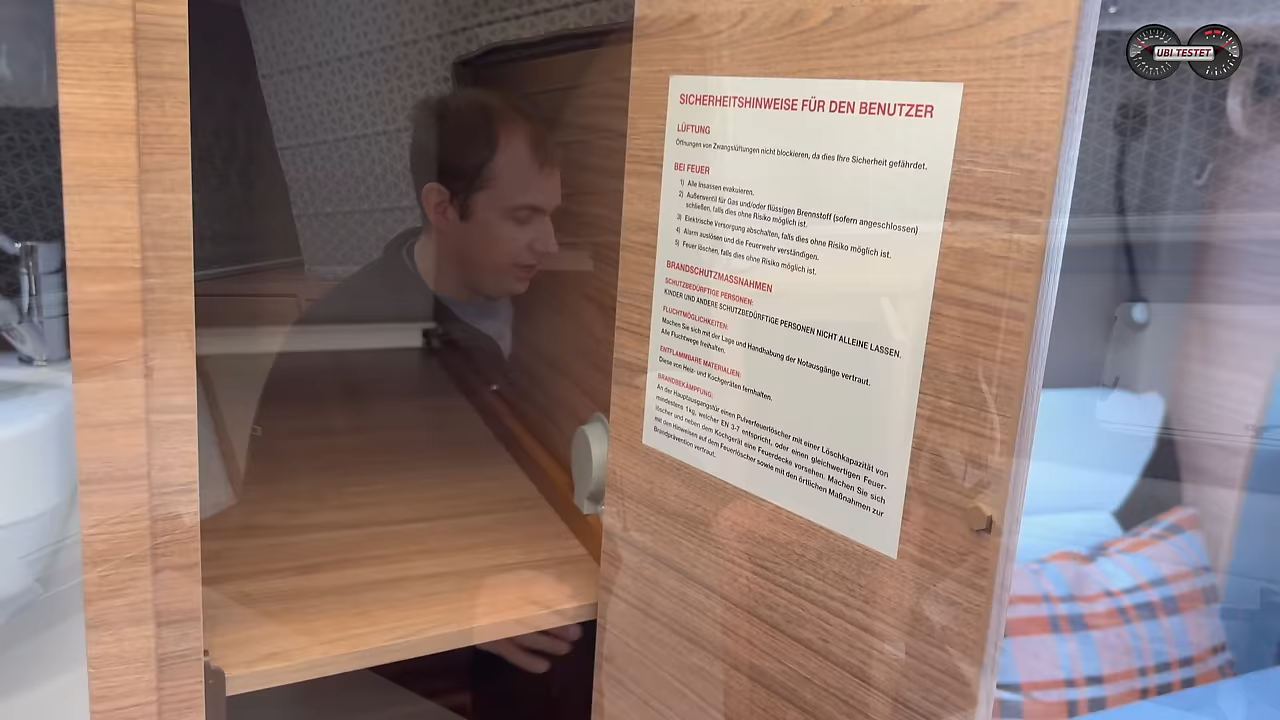 UBI TESTET
SICHERHEITSHINWEISE FÜR DEN BENUTZER
LÜFTUNG
Öffnungen von Zwangslüftungen nicht blockieren, da dies Ihre Sicherheit gefährdet.
BEI FEUER
1) Alle Insassen evakuieren.
2) Außenventil für Gas und/oder flüssigen Brennstoff (sofern angeschlossen)
schließen, falls dies ohne Risiko möglich ist.
3) Elektrische Versorgung abschalten, falls dies ohne Risiko möglich ist.
4) Alarm auslösen und die Feuerwehr verständigen.
5) Feuer löschen, falls dies ohne Risiko möglich ist.
BRANDSCHUTZMASSNAHMEN
SCHUTZBEDÜRFTIGE PERSONEN:
KINDER UND ANDERE SCHUTZBEDÜRFTIGE PERSONEN NICHT ALLEINE LASSEN.
FLUCHTMÖGLICHKEITEN:
Machen Sie sich mit der Lage und Handhabung der Notausgänge vertraut.
Alle Fluchtwege freihalten.
ENTFLAMMBARE MATERIALIEN:
Diese von Heiz- und Kochgeräten fernhalten.
BRANDBEKÄMPFUNG:
An der Hauptausgangstür einen Pulverfeuerlöscher mit einer Löschkapazität von
mindestens 1kg, welcher EN 3-7 entspricht, oder einen gleichwertigen Feuer-
löscher und neben dem Kochgerät eine Feuerdecke vorsehen. Machen Sie sich
mit den Hinweisen auf dem Feuerlöscher sowie mit den örtlichen Maßnahmen zur
Brandprävention vertraut.